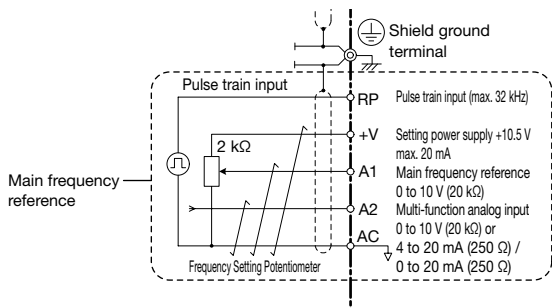 Shield ground
terminal
Pulse train input
RP
Pulse train input (max. 32 kHz)
+V
Setting power supply +10.5 V
max. 20 mA
2 kΩ
A1
Main frequency reference
0 to 10 V (20 kΩ)
Main frequency
reference
A2
Multi-function analog input
0 to 10 V (20 kΩ) or
4 to 20 mA (250 Ω) /
0 to 20 mA (250 Ω)
AC
Frequency Setting Potentiometer